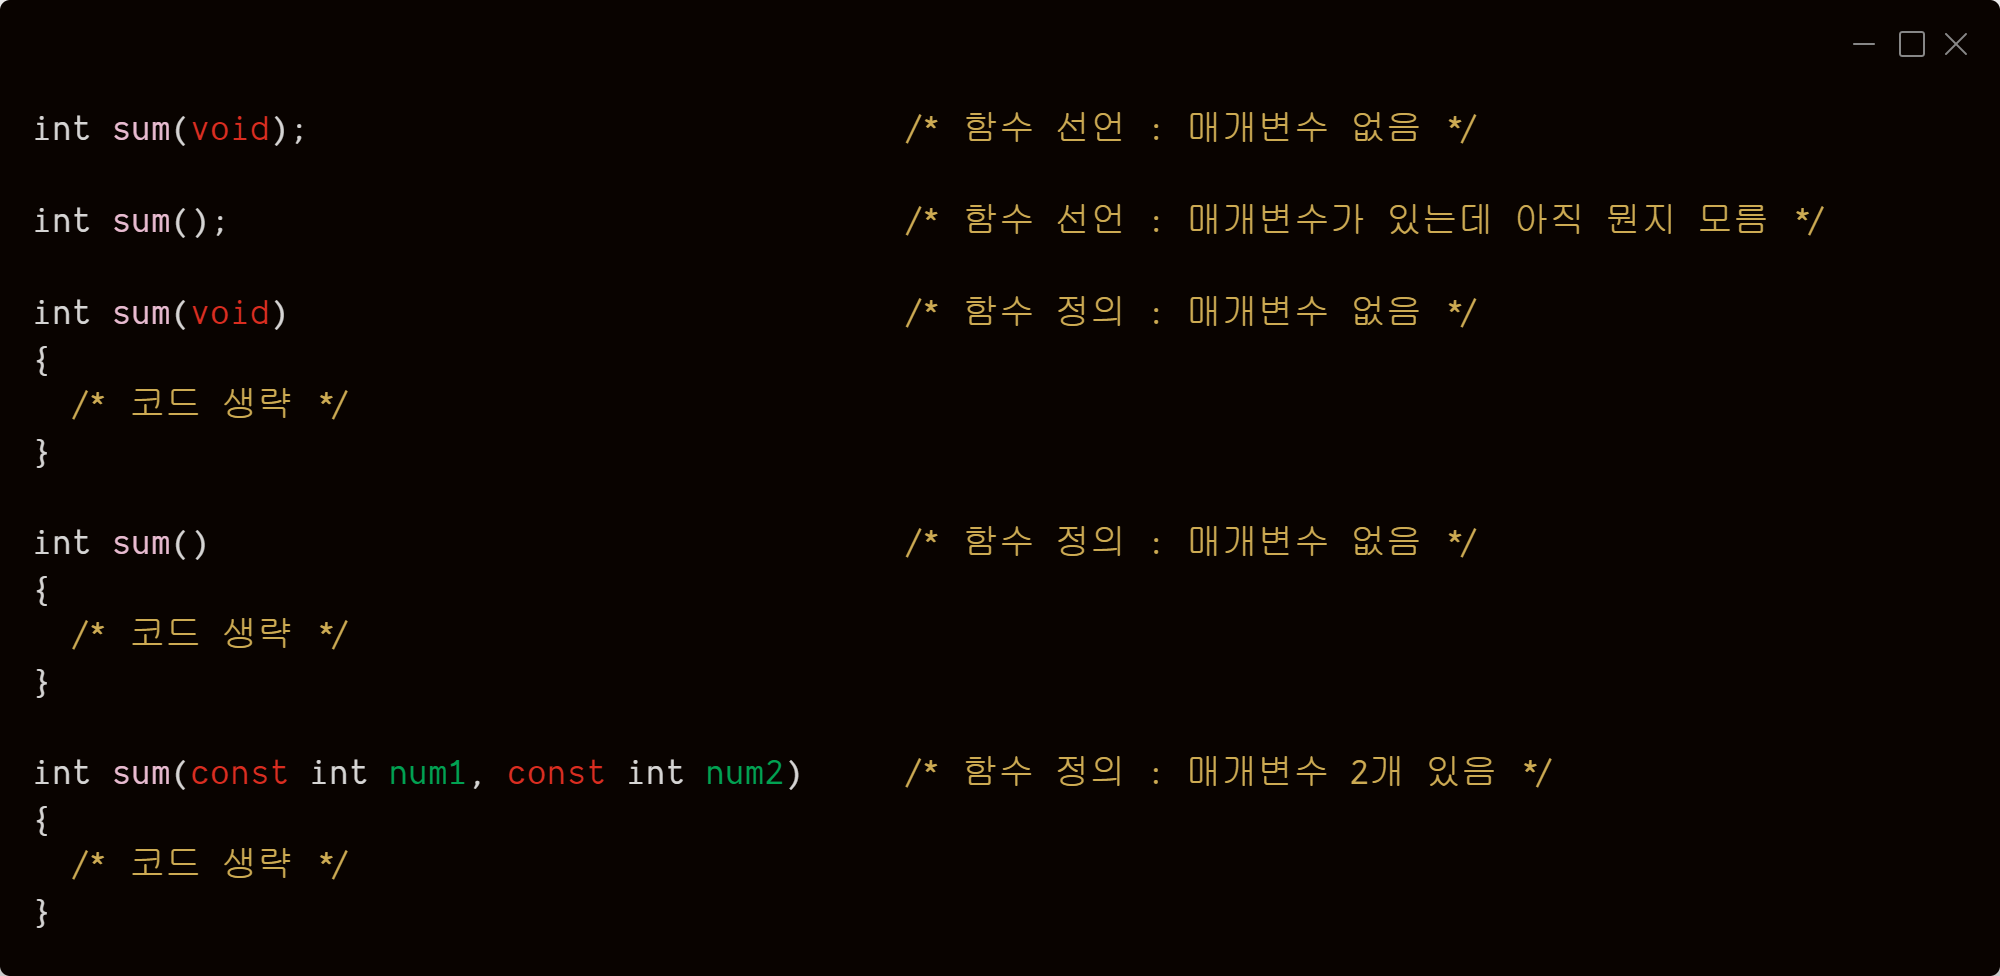 int sum(void); /* 함수 선언 : 매개변수 없음 */
int sum(); /* 함수 선언 : 매개변수가 있는데 아직 뭔지 모름 */
int sum(void) /* 함수 정의 : 매개변수 없음 */
{
/* 코드 생략 */
}
int sum() /* 함수 정의 : 매개변수 없음 */
{
/* 코드 생략 */
}
int sum(const int num1, const int num2) /* 함수 정의 : 매개변수 2개 있음 */
{
/* 코드 생략 */
}